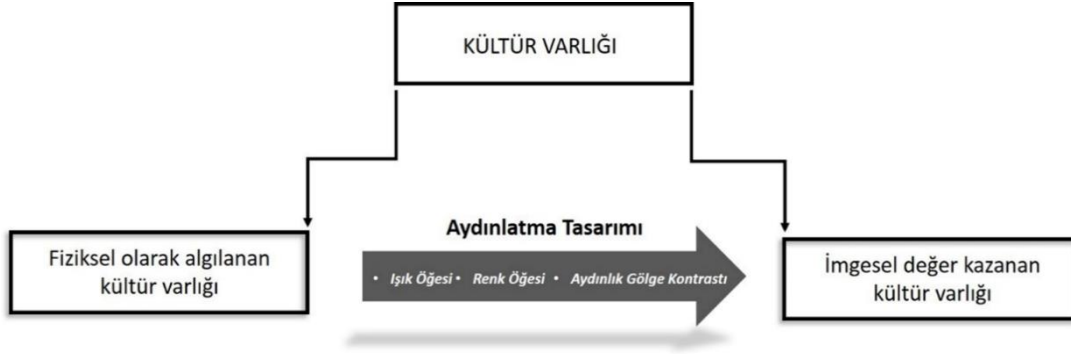 KÜLTÜR VARLIĞI
Aydınlatma Tasarımı
Fiziksel olarak algılanan
kültür varlığı
• Işık Öğesi • Renk Öğesi • Aydınlık Gölge Kontrastı
İmgesel değer kazanan
kültür varlığı